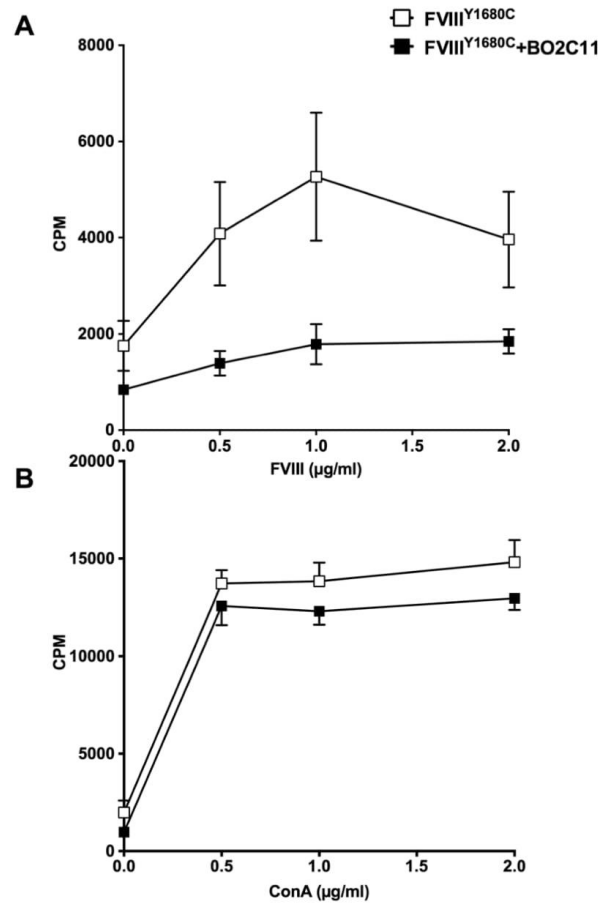 A
FVIII^Y1680C
FVIII^Y1680C+BO2C11
8000
6000
4000
2000
0
CPM
0.0 0.5 1.0 1.5 2.0
FVIII (µg/ml)
B
20000
15000
10000
5000
0
CPM
0.0 0.5 1.0 1.5 2.0
ConA (µg/ml)